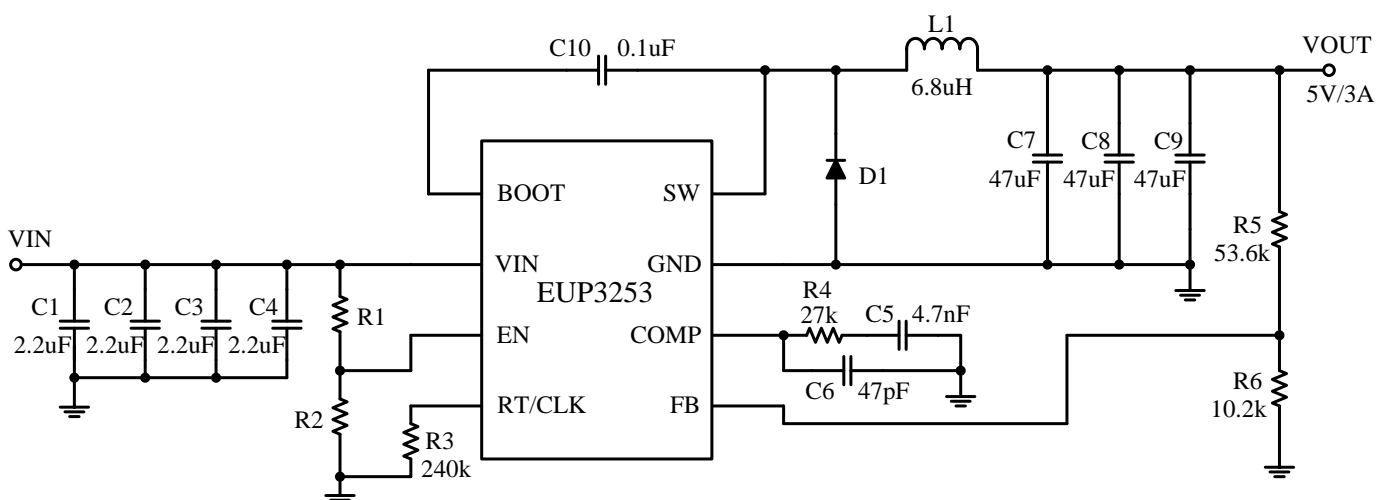 L1
C10 0.1uF
VOUT
6.8uH
5V/3A
C7 C8 C9
D1
47uF 47uF 47uF
BOOT SW
VIN
R5
53.6k
VIN GND
EUP3253
R4
C1 C2 C3 C4
R1
27k C5 4.7nF
2.2uF 2.2uF 2.2uF 2.2uF
EN COMP
C6 47pF
R6
10.2k
R2
RT/CLK FB
R3
240k